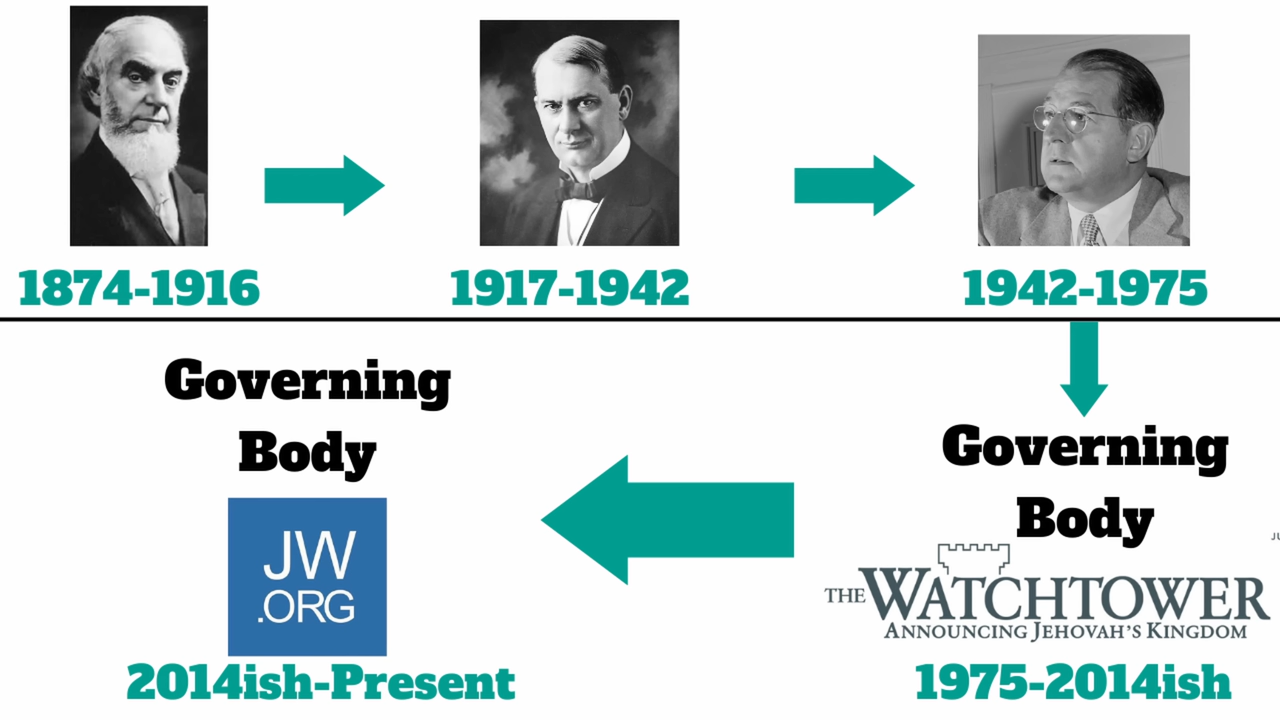 1874-1916
1917-1942
1942-1975
Governing
Body
JW
.ORG
2014ish-Present
Governing
Body
THE WATCHTOWER
ANNOUNCING JEHOVAH'S KINGDOM
1975-2014ish